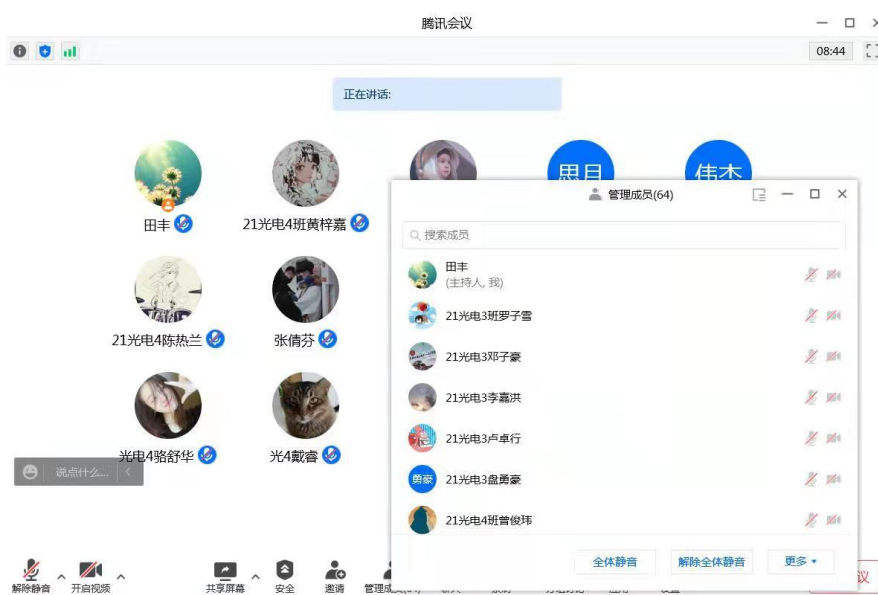 腾讯会议
08:44
正在讲话:
思月
伟杰
管理成员(64)
田丰
21光电4班黄梓嘉
搜索成员
田丰
(主持人, 我)
21光电3班罗子雪
21光电4陈热兰
张倩芬
21光电3邓子豪
21光电3李嘉洪
21光电3卢卓行
光电4骆舒华
光4戴睿
说点什么...
勇豪
21光电3盘勇豪
21光电4班曾俊玮
全体静音
解除全体静音
更多
解除静音
开启视频
共享屏幕
安全
邀请